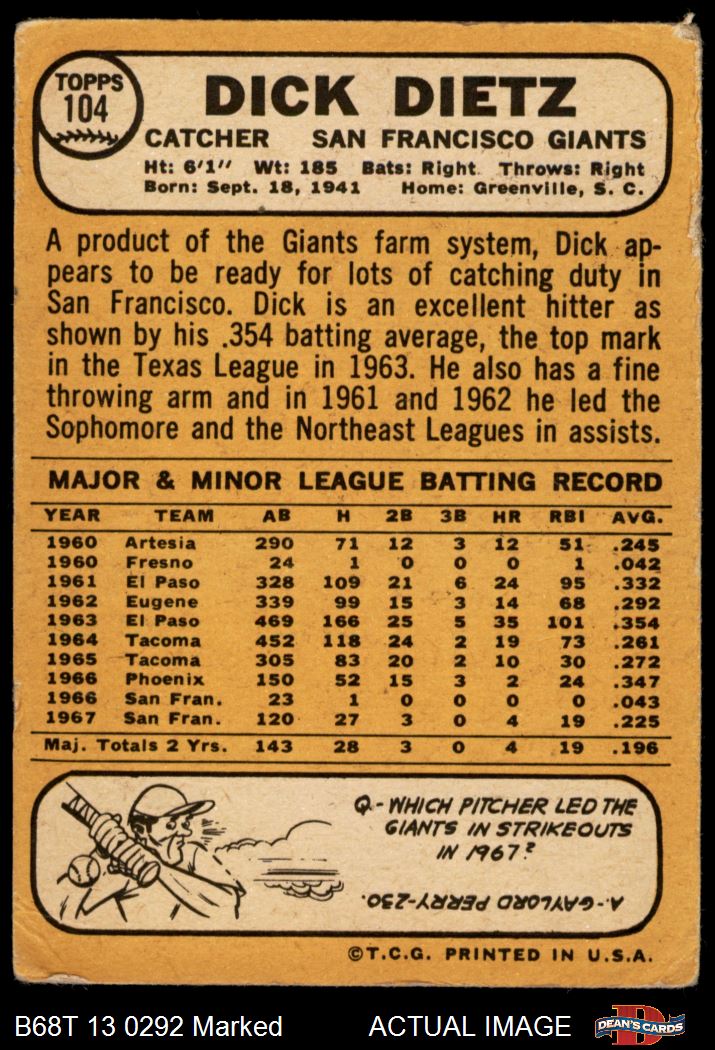 TOPPS
104
DICK DIETZ
CATCHER SAN FRANCISCO GIANTS
Ht: 6'1" Wt: 185 Bats: Right Throws: Right
Born: Sept. 18, 1941 Home: Greenville, S. C.
A product of the Giants farm system, Dick ap-
pears to be ready for lots of catching duty in
San Francisco. Dick is an excellent hitter as
shown by his .354 batting average, the top mark
in the Texas League in 1963. He also has a fine
throwing arm and in 1961 and 1962 he led the
Sophomore and the Northeast Leagues in assists.
MAJOR & MINOR LEAGUE BATTING RECORD
YEAR TEAM AB H 2B 3B HR RBI AVG.
1960 Artesia 290 71 12 3 12 51 .245
1960 Fresno 24 1 0 0 0 1 .042
1961 El Paso 328 109 21 6 24 95 .332
1962 Eugene 339 99 15 3 14 68 .292
1963 El Paso 469 166 25 5 35 101 .354
1964 Tacoma 452 118 24 2 19 73 .261
1965 Tacoma 305 83 20 2 10 30 .272
1966 Phoenix 150 52 15 3 2 24 .347
1966 San Fran. 23 1 0 0 0 0 .043
1967 San Fran. 120 27 3 0 4 19 .225
Maj. Totals 2 Yrs. 143 28 3 0 4 19 .196
Q-WHICH PITCHER LED THE
GIANTS IN STRIKEOUTS
IN 1967?
A-GAYLORD PERRY-230.
©T.C.G. PRINTED IN U.S.A.
B68T 13 0292 Marked ACTUAL IMAGE
D
DEAN'S CARDS